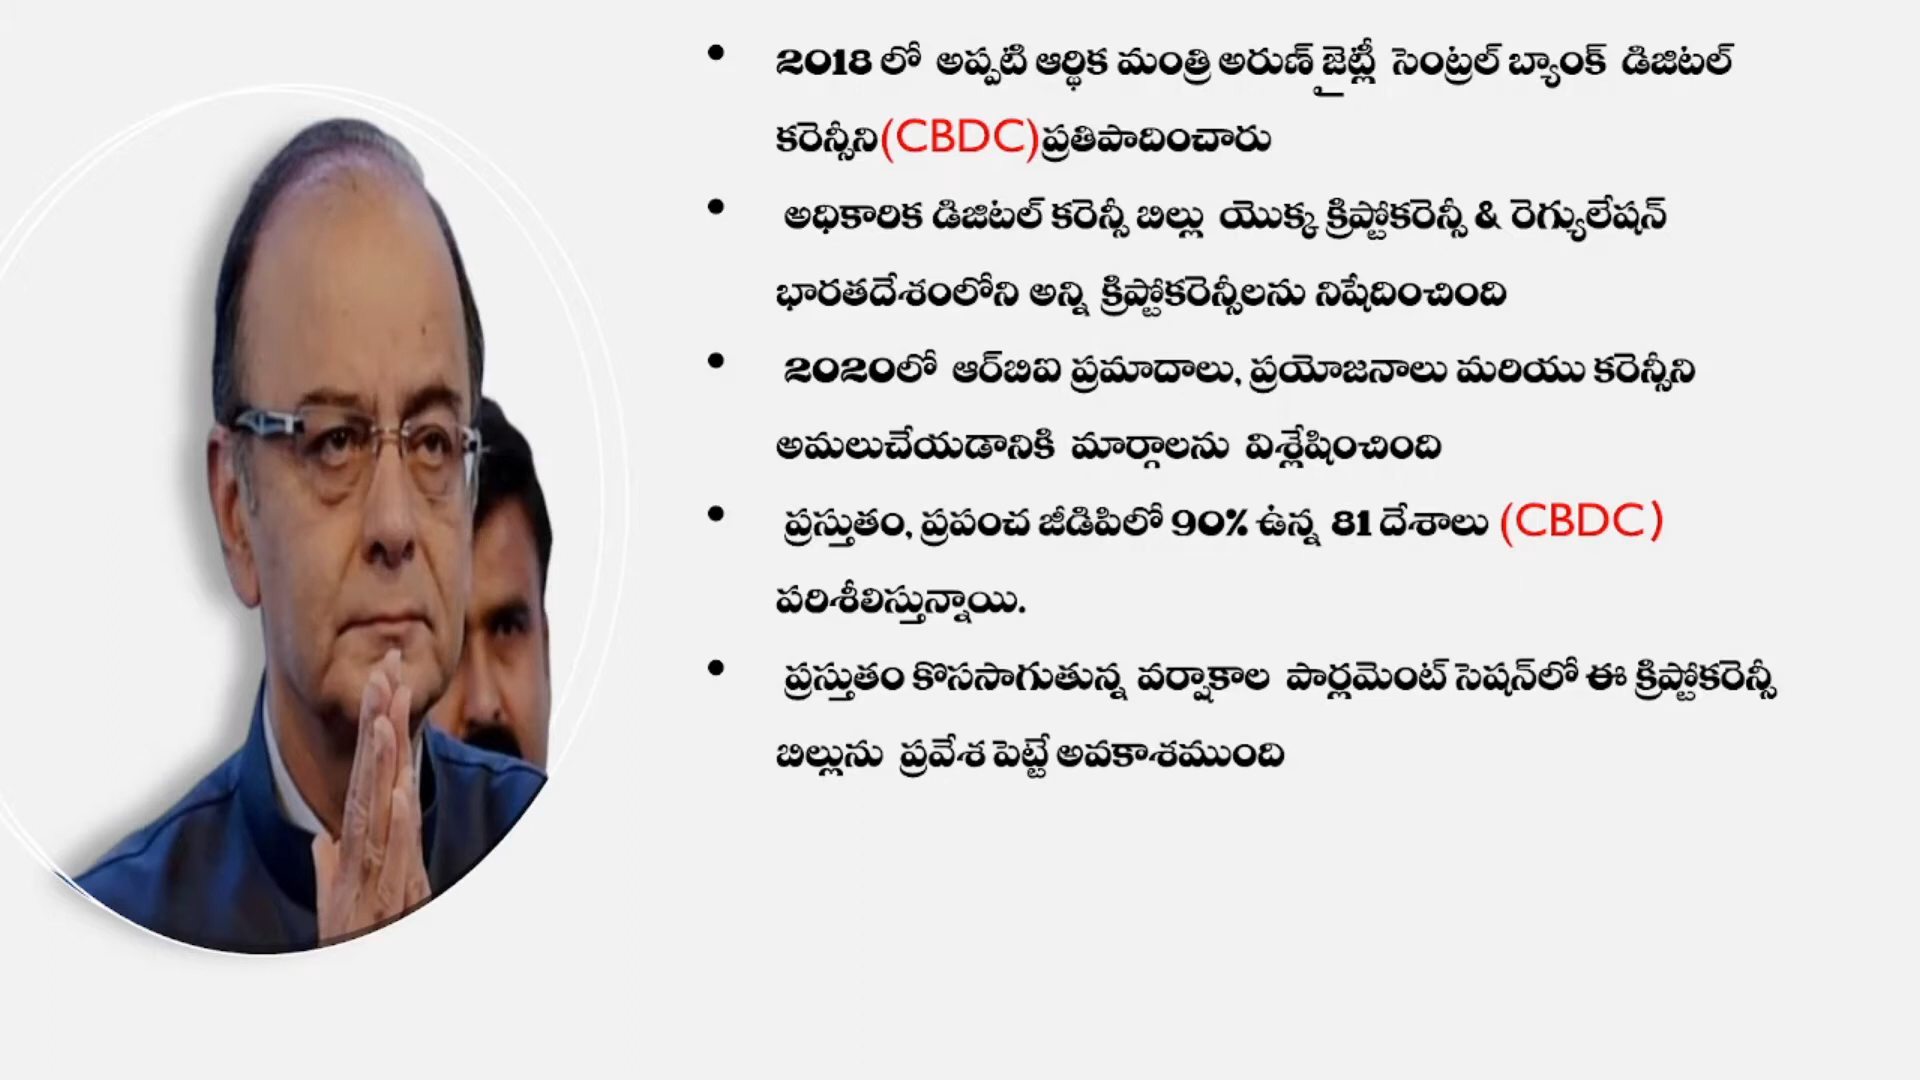 • 2018 లో అప్పటి ఆర్థిక మంత్రి అరుణ్ జైట్లీ సెంట్రల్ బ్యాంక్ డిజిటల్
కరెన్సీని(CBDC)ప్రతిపాదించారు
• అధికారిక డిజిటల్ కరెన్సీ బిల్లు యొక్క క్రిప్టోకరెన్సీ & రెగ్యులేషన్
భారతదేశంలోని అన్ని క్రిప్టోకరెన్సీలను నిషేదించింది
• 2020లో ఆర్‌బిఐ ప్రమాదాలు, ప్రయోజనాలు మరియు కరెన్సీని
అమలుచేయడానికి మార్గాలను విశ్లేషించింది
• ప్రస్తుతం, ప్రపంచ జీడిపిలో 90% ఉన్న 81 దేశాలు (CBDC)
పరిశీలిస్తున్నాయి.
• ప్రస్తుతం కొససాగుతున్న వర్షాకాల పార్లమెంట్ సెషన్‌లో ఈ క్రిప్టోకరెన్సీ
బిల్లును ప్రవేశ పెట్టే అవకాశముంది